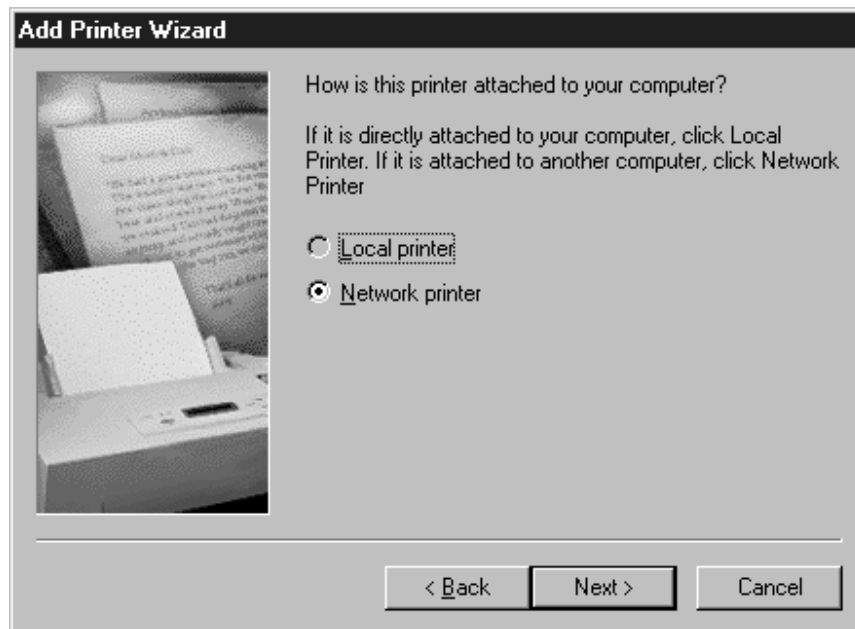 Add Printer Wizard
How is this printer attached to your computer?
If it is directly attached to your computer, click Local
Printer. If it is attached to another computer, click Network
Printer
Local printer
Network printer
< Back
Next >
Cancel